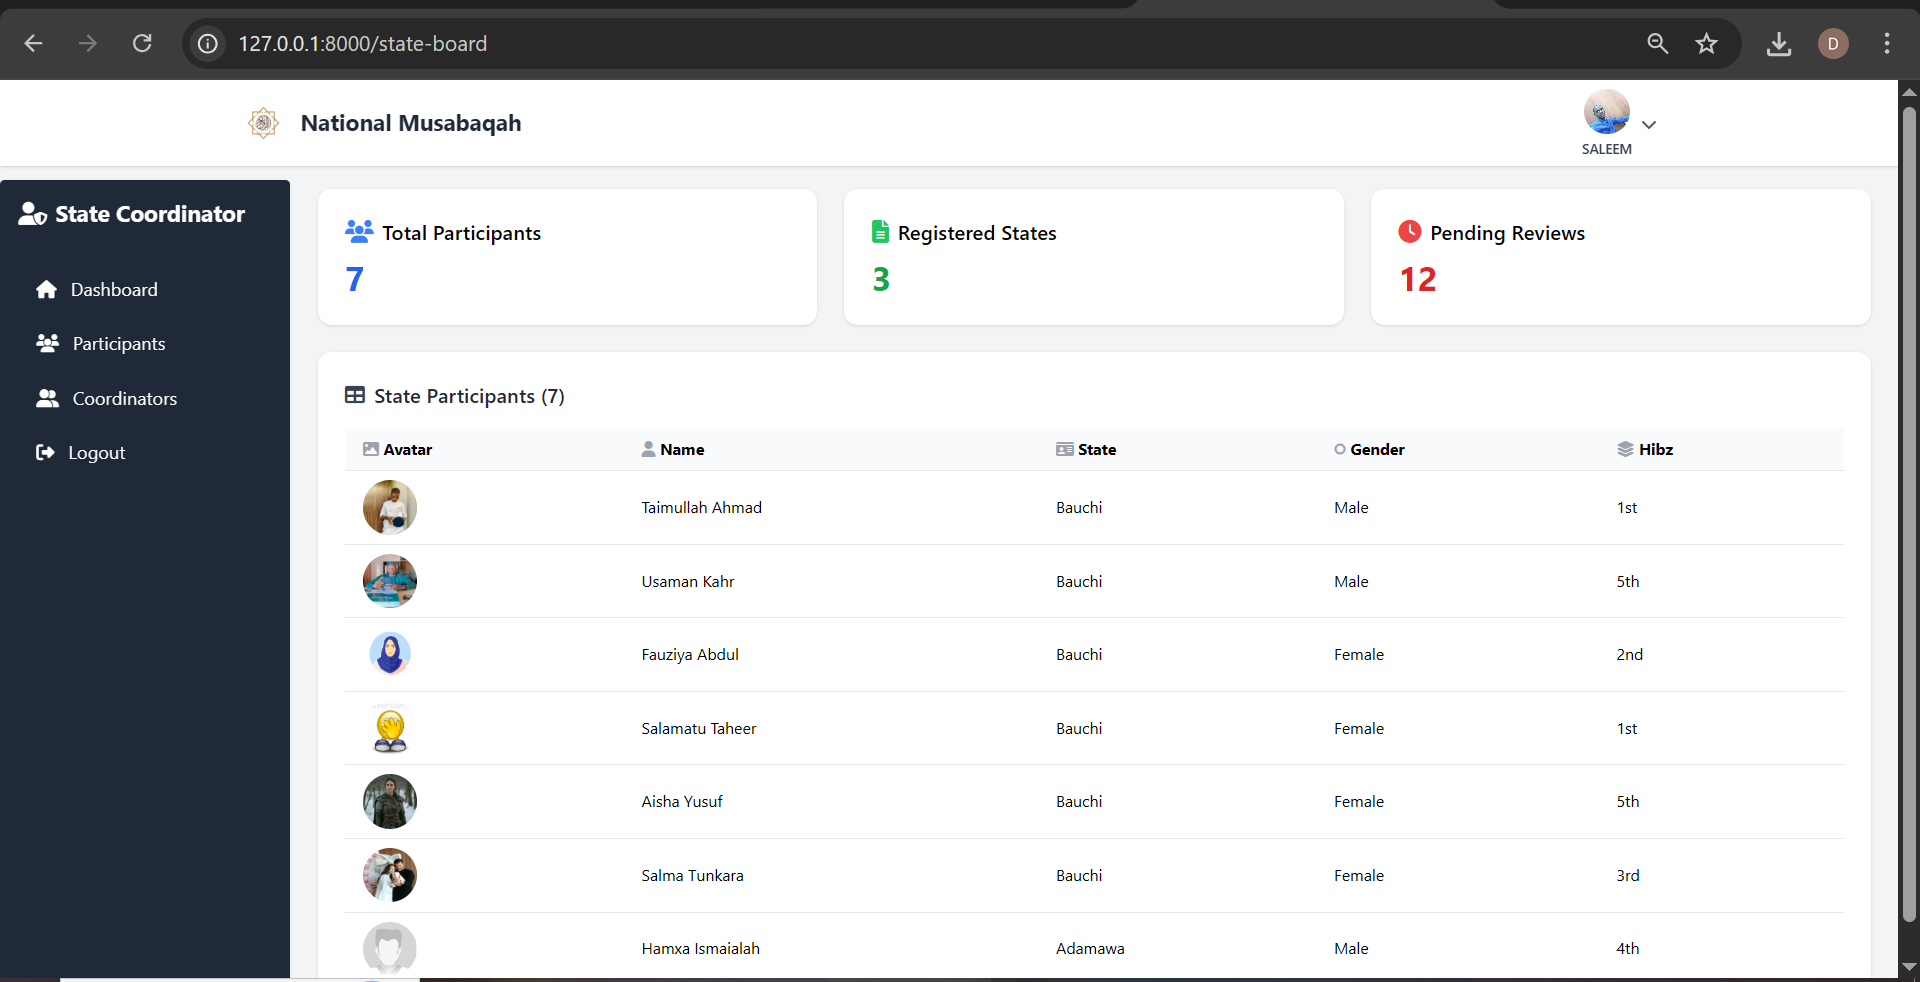 127.0.0.1:8000/state-board
D
National Musabaqah
SALEEM
State Coordinator
Dashboard
Participants
Coordinators
Logout
Total Participants
7
Registered States
3
Pending Reviews
12
State Participants (7)
Avatar Name State Gender Hibz
Taimullah Ahmad Bauchi Male 1st
Usaman Kahr Bauchi Male 5th
Fauziya Abdul Bauchi Female 2nd
Salamatu Taheer Bauchi Female 1st
Aisha Yusuf Bauchi Female 5th
Salma Tunkara Bauchi Female 3rd
Hamxa Ismaialah Adamawa Male 4th